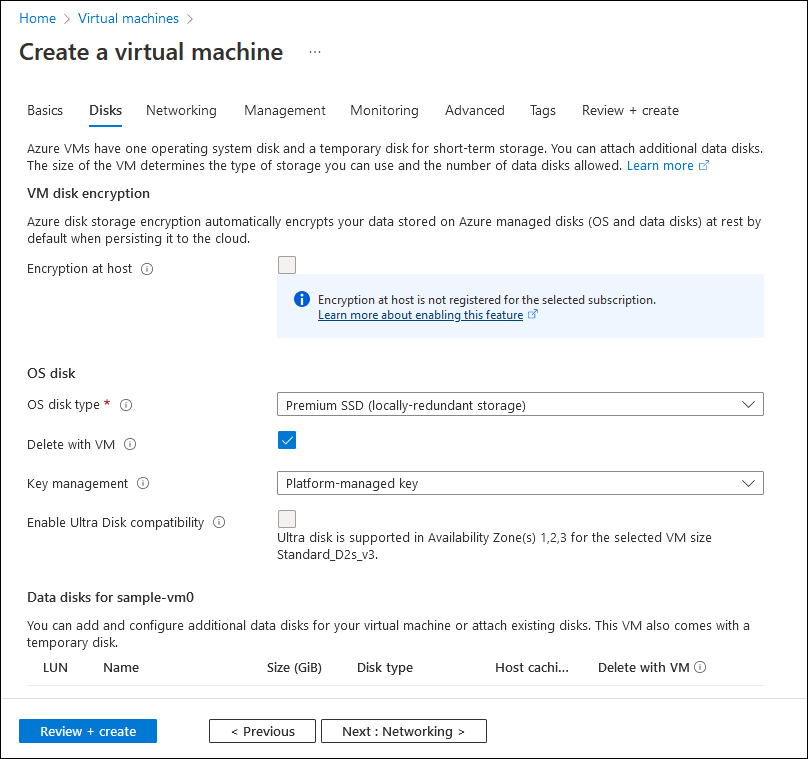 Home > Virtual machines >
Create a virtual machine ...
Basics Disks Networking Management Monitoring Advanced Tags Review + create
Azure VMs have one operating system disk and a temporary disk for short-term storage. You can attach additional data disks.
The size of the VM determines the type of storage you can use and the number of data disks allowed. Learn more
VM disk encryption
Azure disk storage encryption automatically encrypts your data stored on Azure managed disks (OS and data disks) at rest by
default when persisting it to the cloud.
Encryption at host
Encryption at host is not registered for the selected subscription.
Learn more about enabling this feature
OS disk
OS disk type * Premium SSD (locally-redundant storage)
Delete with VM
Key management Platform-managed key
Enable Ultra Disk compatibility
Ultra disk is supported in Availability Zone(s) 1,2,3 for the selected VM size
Standard_D2s_v3.
Data disks for sample-vm0
You can add and configure additional data disks for your virtual machine or attach existing disks. This VM also comes with a
temporary disk.
LUN Name Size (GiB) Disk type Host cachi... Delete with VM
Review + create < Previous Next : Networking >